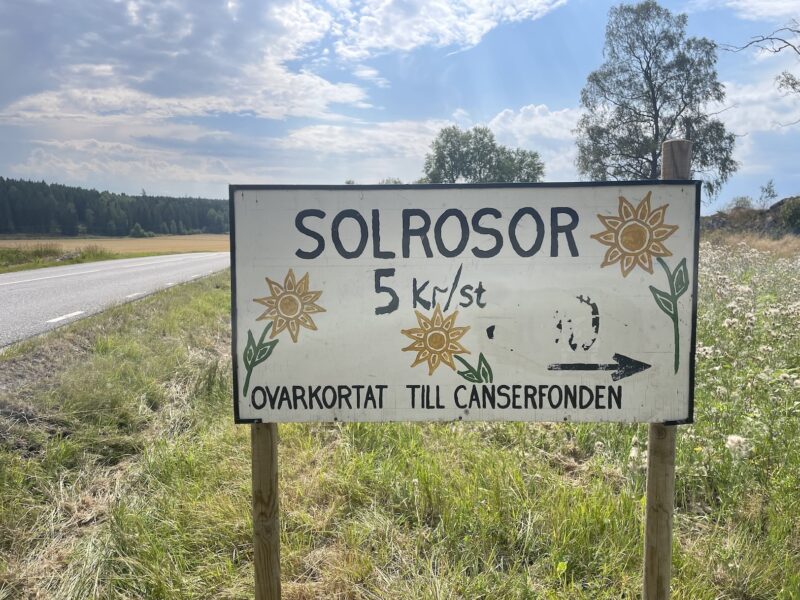 SOLROSOR
5 Kr/st
OVARKORTAT TILL CANSERFONDEN